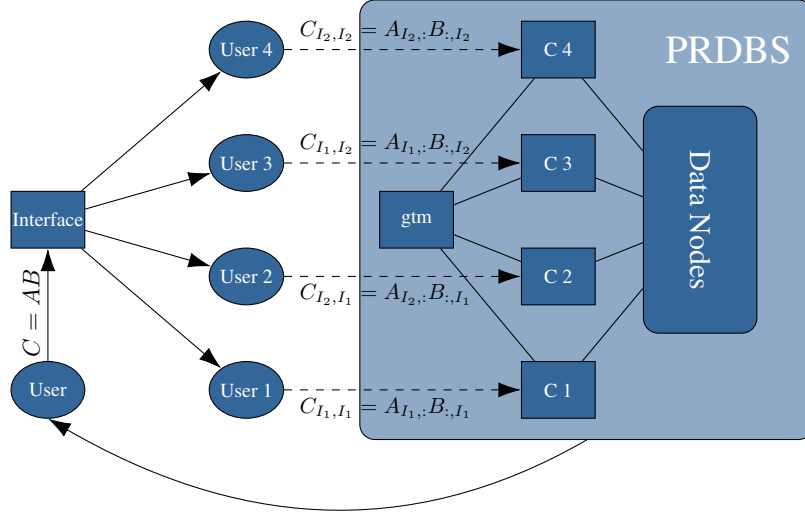 User 4
C_{I_2,I_2} = A_{I_2,:}B_{:,I_2}
C 4
PRDBS
User 3
C_{I_1,I_2} = A_{I_1,:}B_{:,I_2}
C 3
Interface
gtm
Data Nodes
User 2
C_{I_2,I_1} = A_{I_2,:}B_{:,I_1}
C 2
C = AB
User
User 1
C_{I_1,I_1} = A_{I_1,:}B_{:,I_1}
C 1